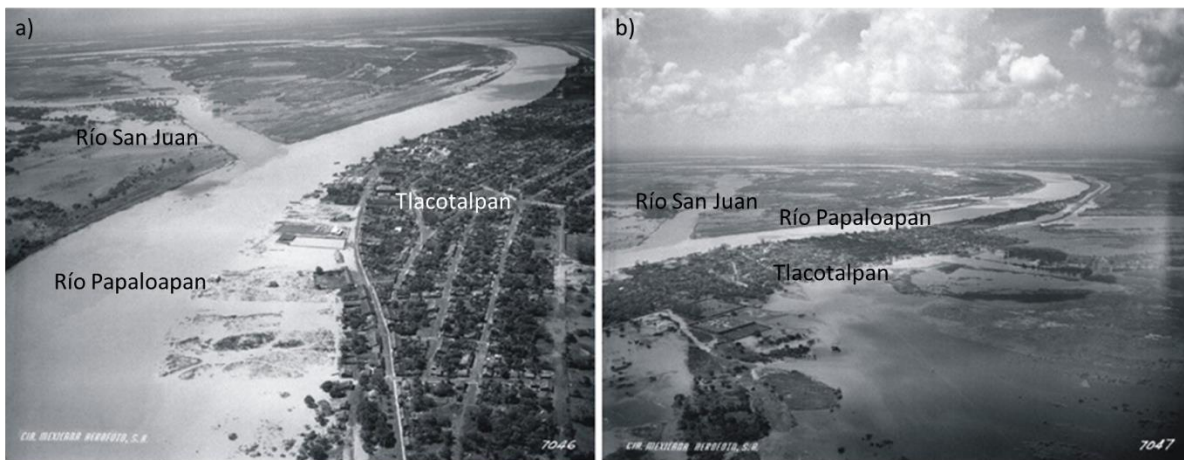 a)
Río San Juan
Tlacotalpan
Río Papaloapan
CIA. MEXICANA AEROFOTO, S.A.
7046
b)
Río San Juan
Río Papaloapan
Tlacotalpan
CIA. MEXICANA AEROFOTO, S.A.
7047